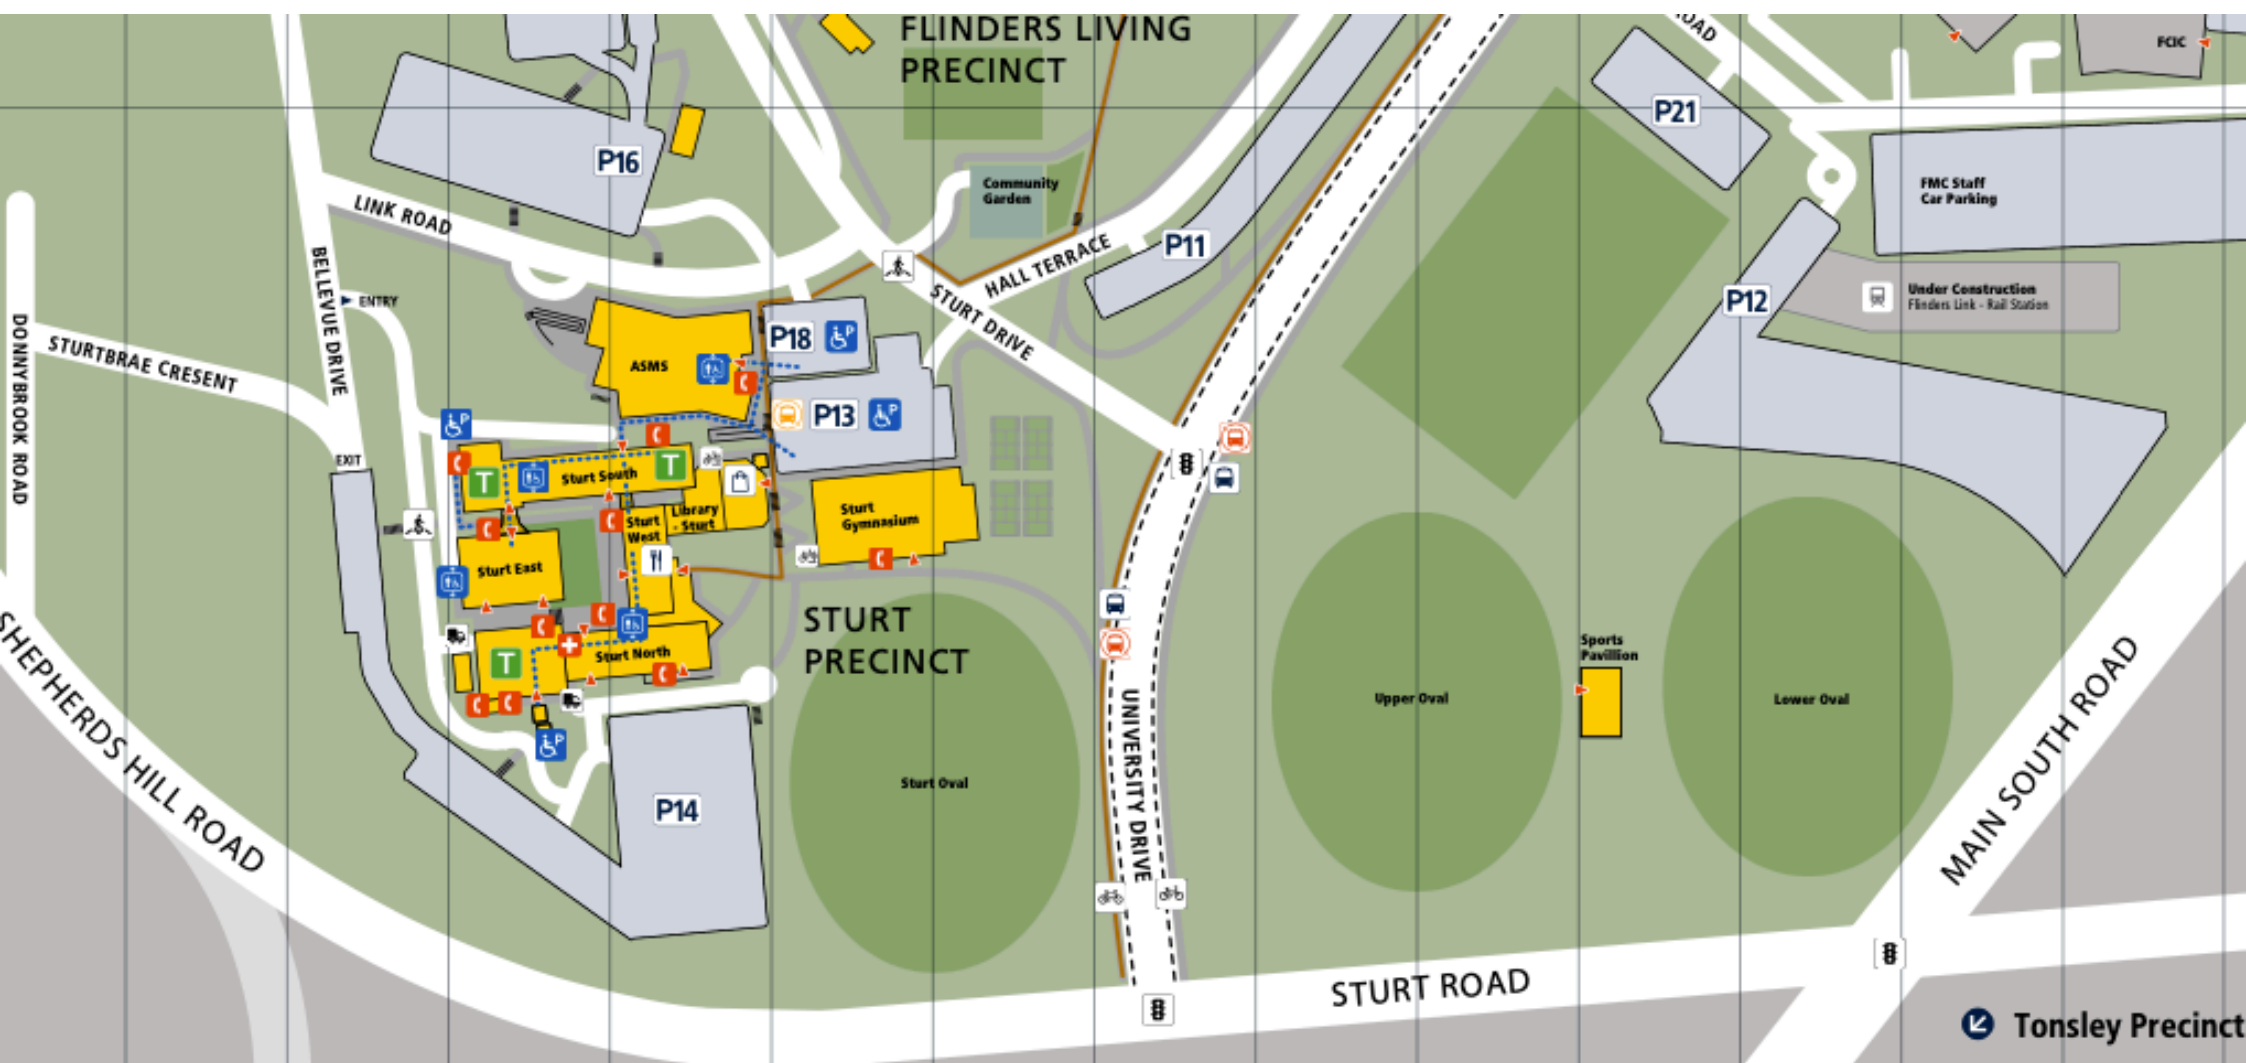 FLINDERS LIVING
PRECINCT
ROAD
FCIC
P21
P16
Community
Garden
FMC Staff
Car Parking
LINK ROAD
P11
HALL TERRACE
BELLEVUE DRIVE
ENTRY
STURT DRIVE
P12
Under Construction
Flinders Link - Rail Station
DONNYBROOK ROAD
STURTBRAE CRESENT
ASMS
P18
P
P13
P
P
EXIT
T
Sturt South
T
Library
- Sturt
Sturt
West
Sturt
Gymnasium
Sturt East
STURT
PRECINCT
T
Sturt North
Sports
Pavillion
SHEPHERDS HILL ROAD
P
P14
Sturt Oval
UNIVERSITY DRIVE
Upper Oval
Lower Oval
MAIN SOUTH ROAD
STURT ROAD
Tonsley Precinct